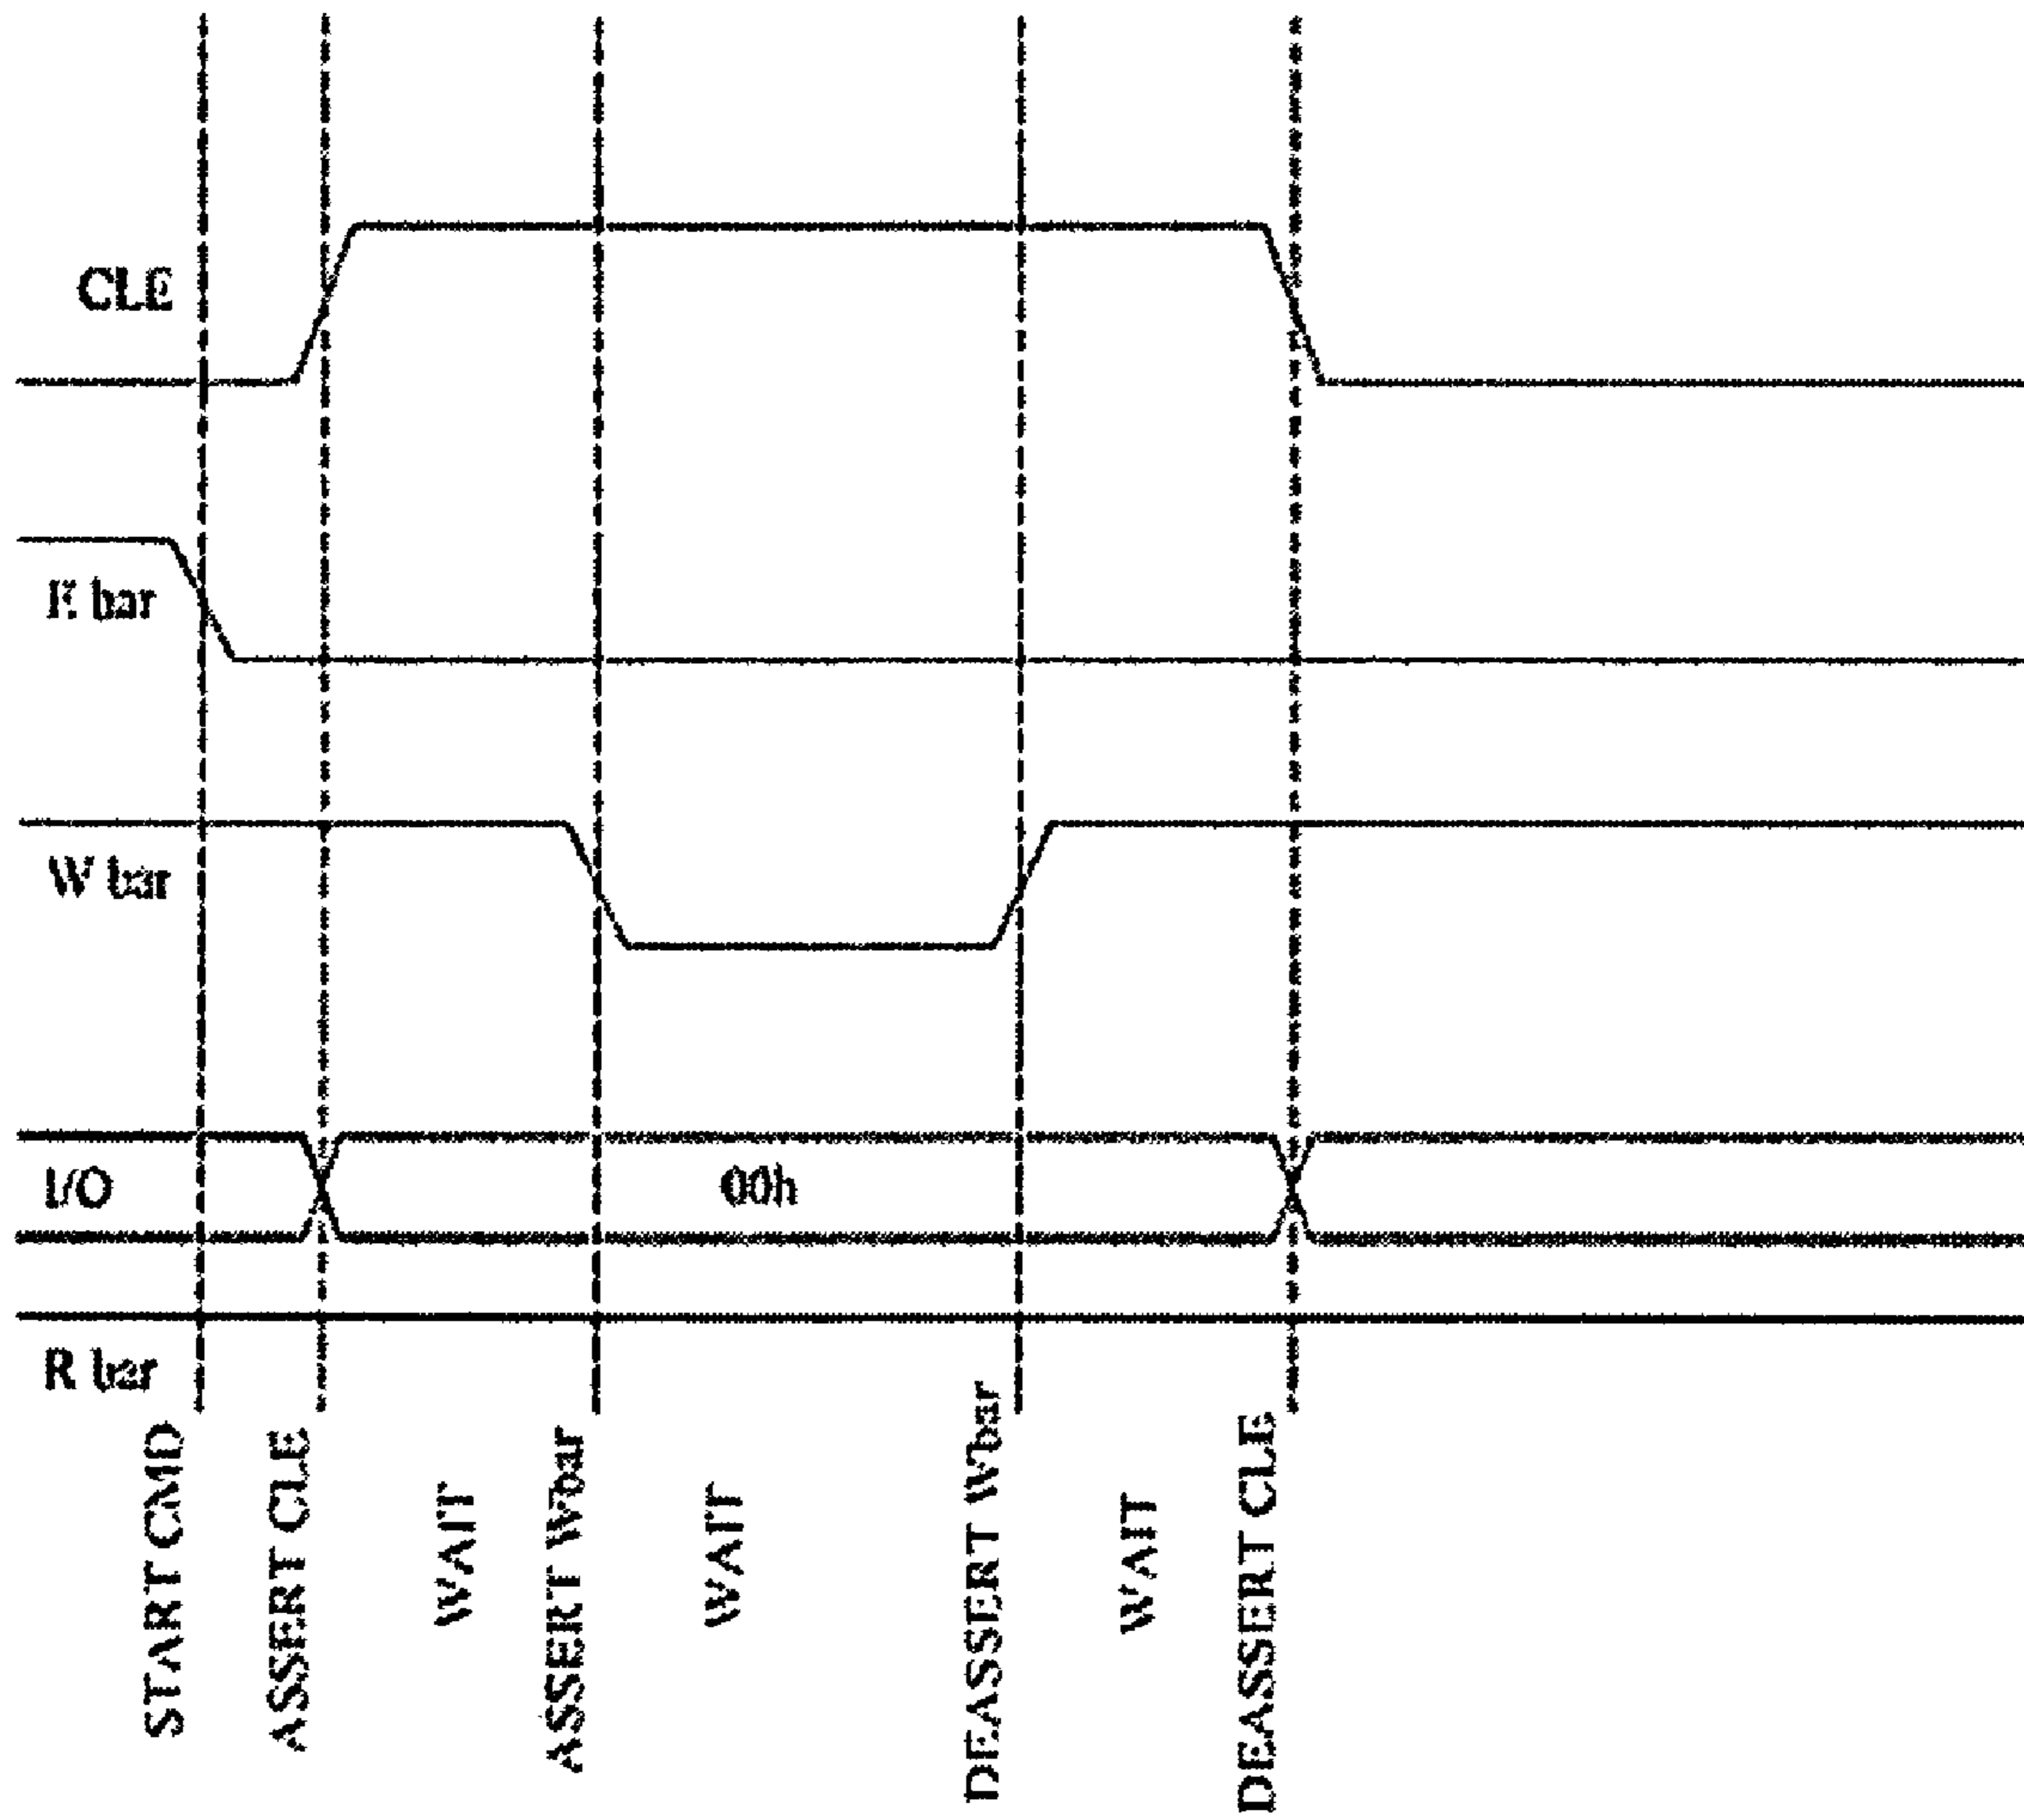 CLE
E bar
W bar
I/O
00h
R bar
START CMD
ASSERT CLE
WAIT
ASSERT Wbar
WAIT
DEASSERT Wbar
WAIT
DEASSERT CLE